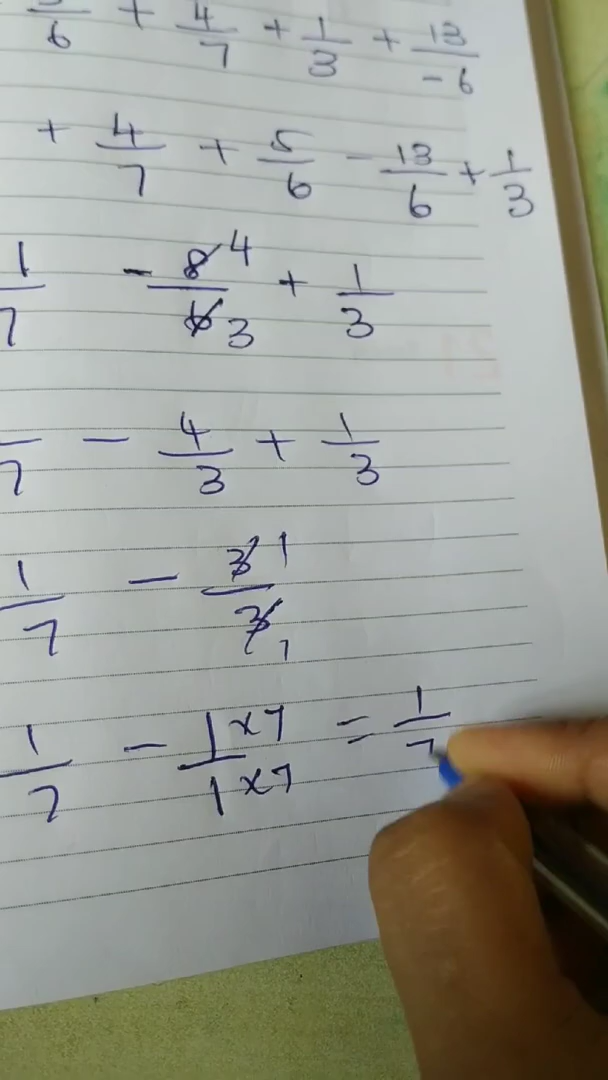 5/6 + 4/7 + 1/3 + 13/-6
+ 4/7 + 5/6 - 13/6 + 1/3
1/7 - 8/6 4/3 + 1/3
/7 - 4/3 + 1/3
1/7 - 3/3 1/1
1/7 - 1×7/1×7 = 1/7